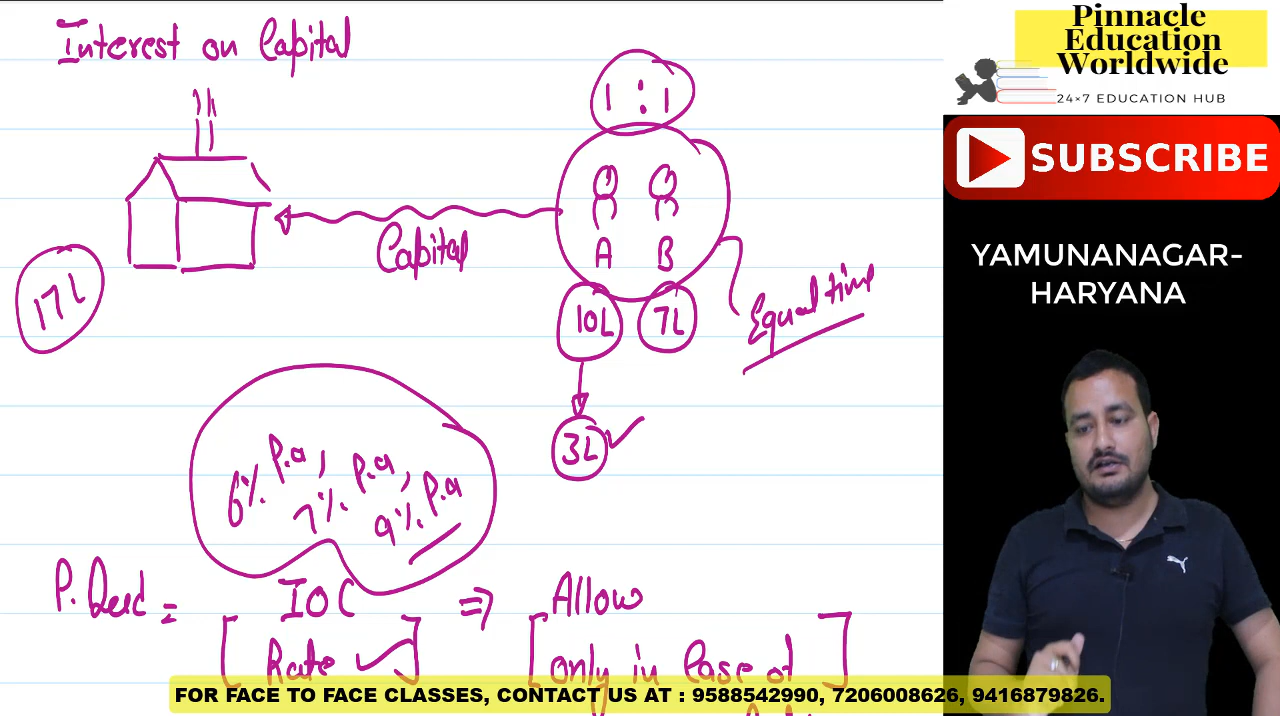 Interest on Capital
1 : 1
A B
Capital
10L 7L
Equal time
17L
3L
6% p.a, 7% p.a, 9% p.a
P. Deed = IOC ⇒ Allow
[ Rate ✓ ] [ only in Case of ]
Pinnacle
Education
Worldwide
24×7 EDUCATION HUB
SUBSCRIBE
YAMUNANAGAR-
HARYANA
FOR FACE TO FACE CLASSES, CONTACT US AT : 9588542990, 7206008626, 9416879826.